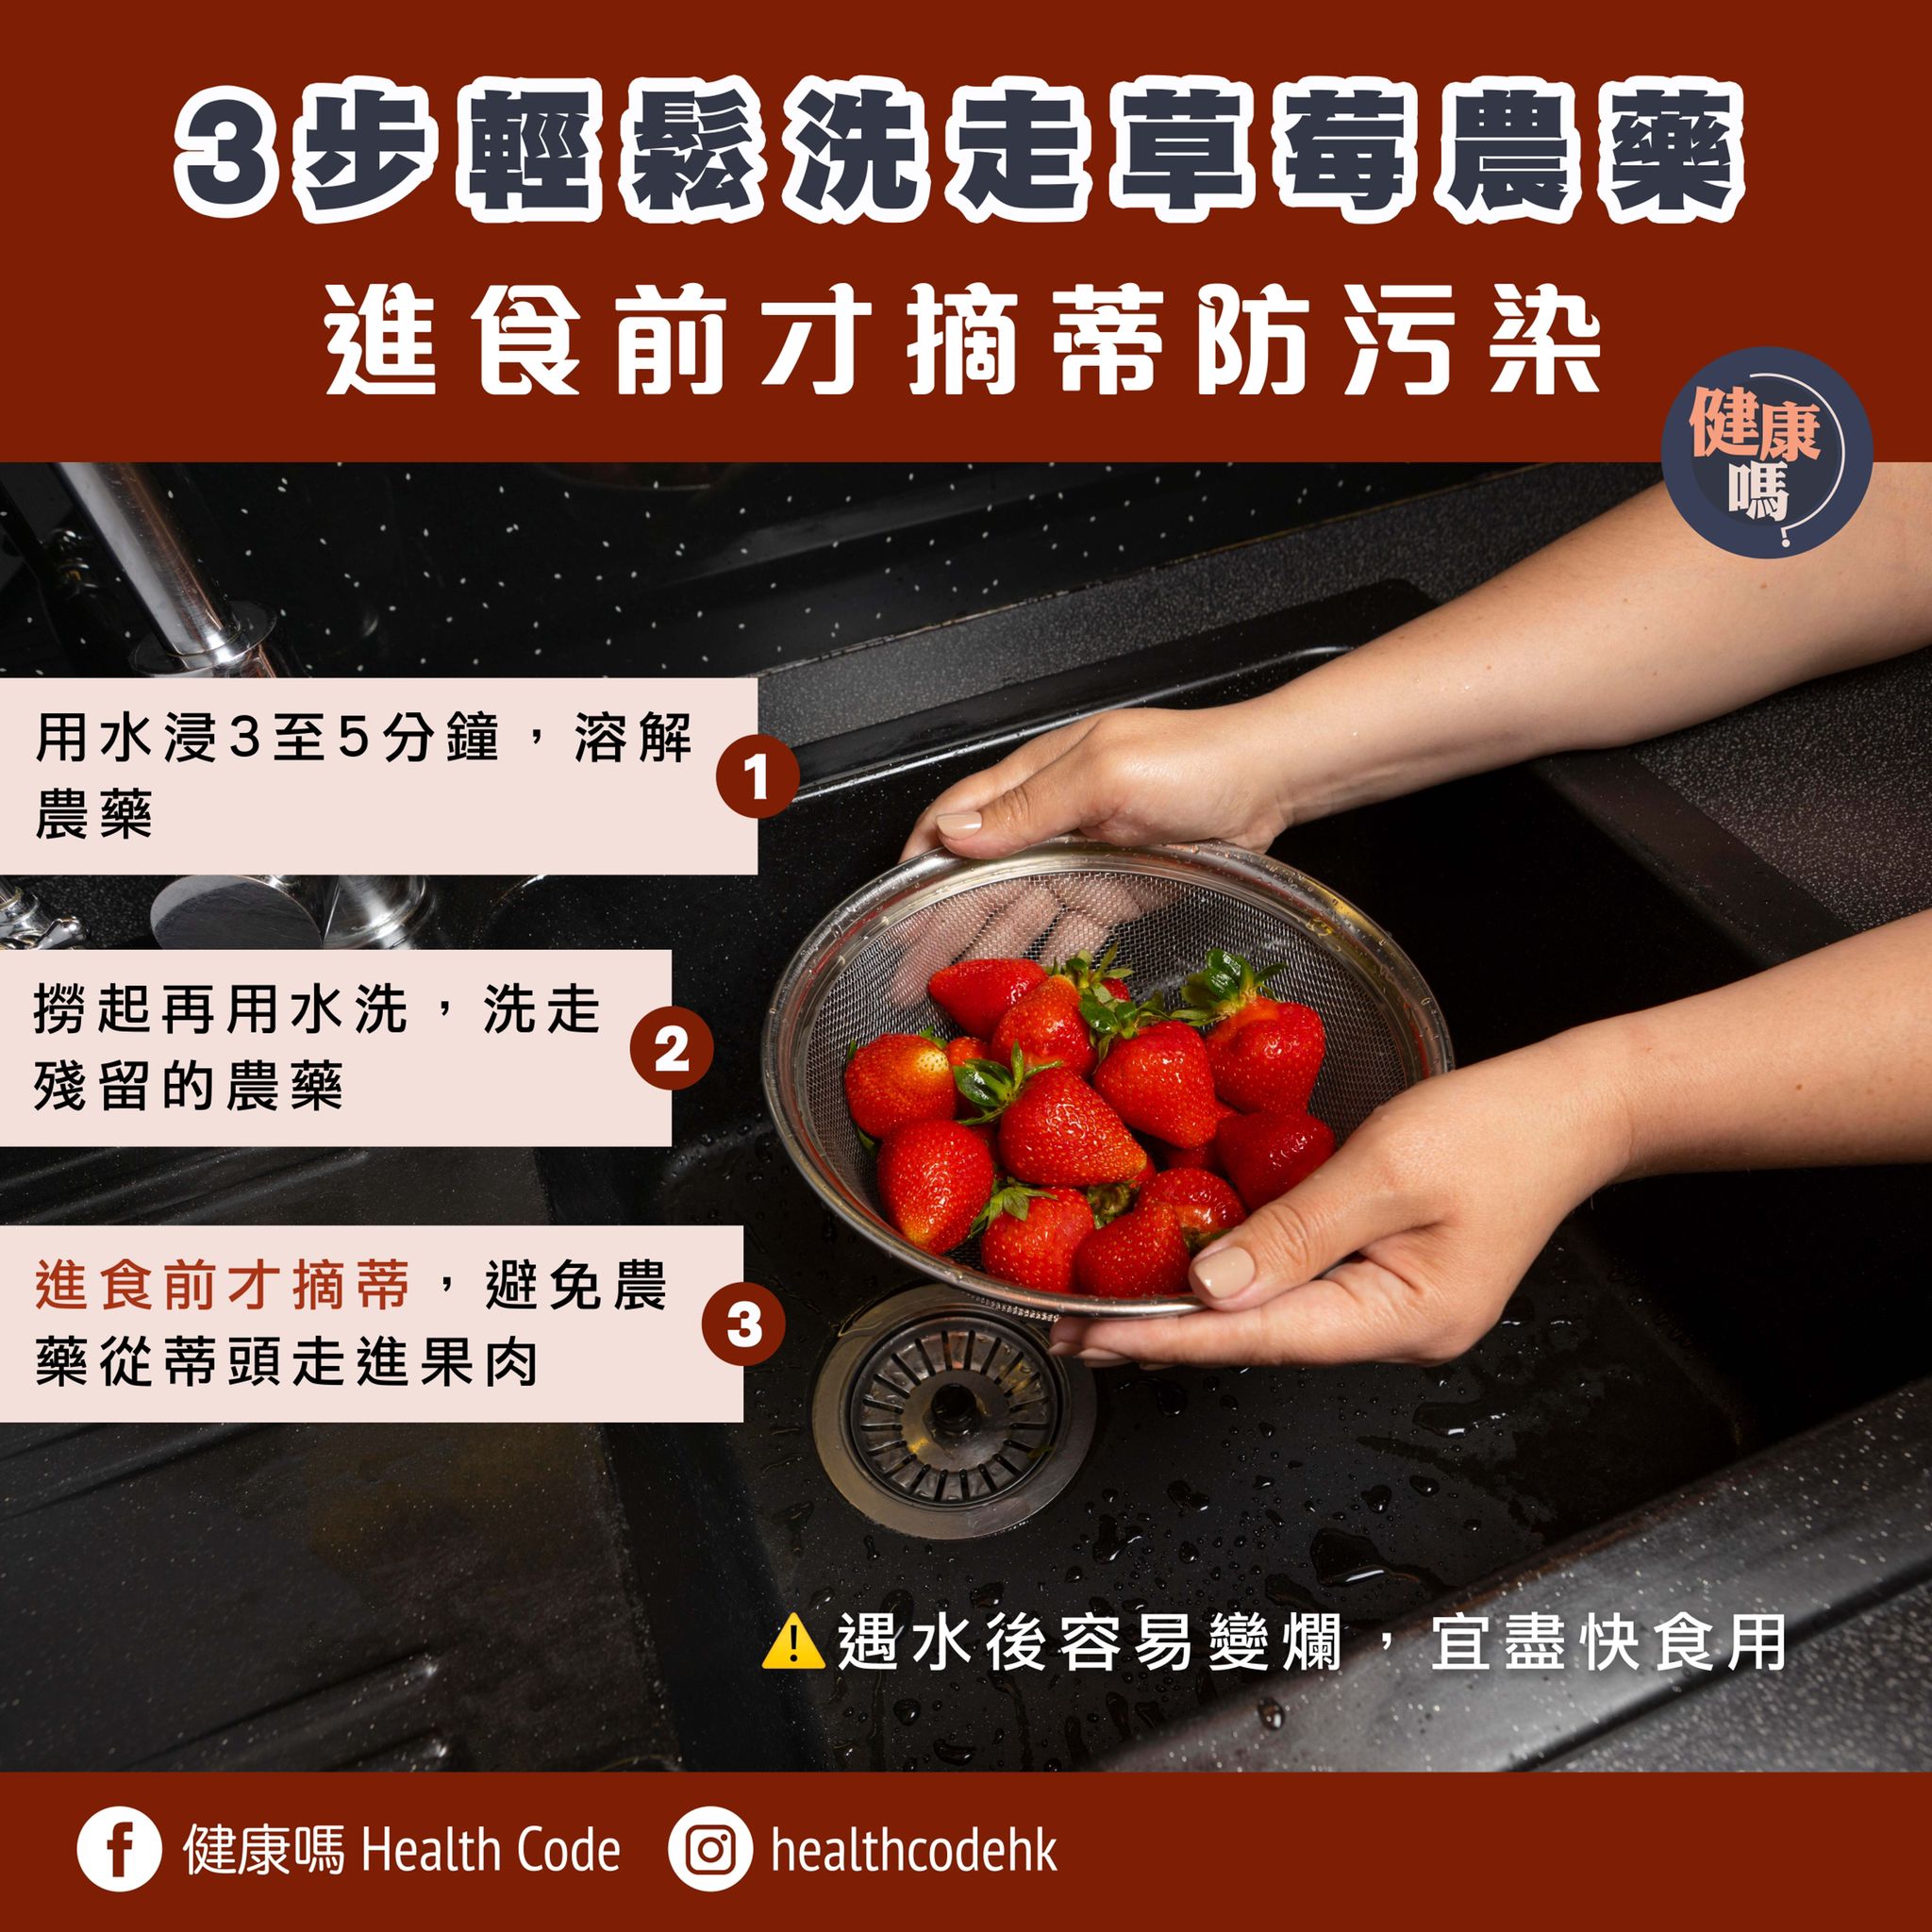 3步輕鬆洗走草莓農藥
進食前才摘蒂防污染
健康
嗎?
用水浸3至5分鐘，溶解
農藥
1
撈起再用水洗，洗走
殘留的農藥
2
進食前才摘蒂，避免農
藥從蒂頭走進果肉
3
⚠️遇水後容易變爛，宜盡快食用
健康嗎 Health Code
healthcodehk